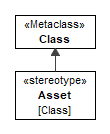 «Metaclass»
Class
«stereotype»
Asset
[Class]